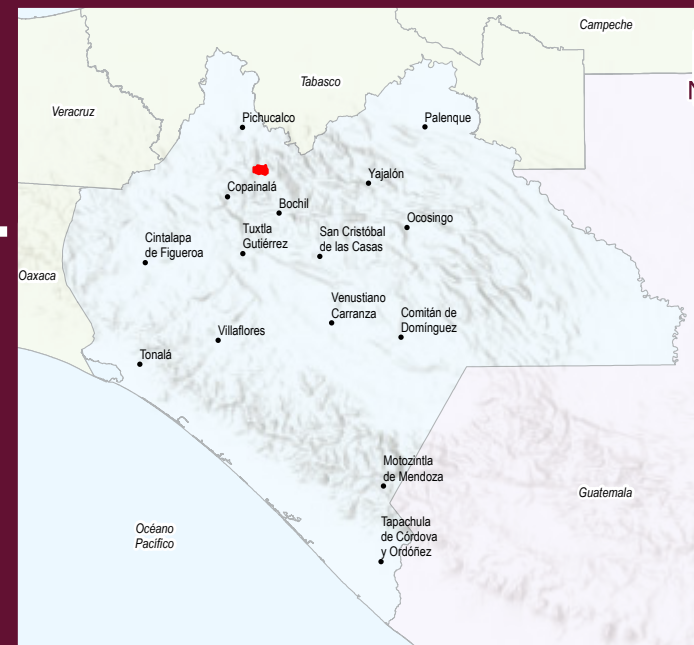 Campeche
Tabasco
Veracruz
N
Pichucalco
Palenque
Yajalón
Copainalá
Bochil
Ocosingo
Tuxtla
Gutiérrez
San Cristóbal
de las Casas
Cintalapa
de Figueroa
Oaxaca
Venustiano
Carranza
Comitán de
Domínguez
Villaflores
Tonalá
Motozintla
de Mendoza
Guatemala
Océano
Pacífico
Tapachula
de Córdova
y Ordóñez